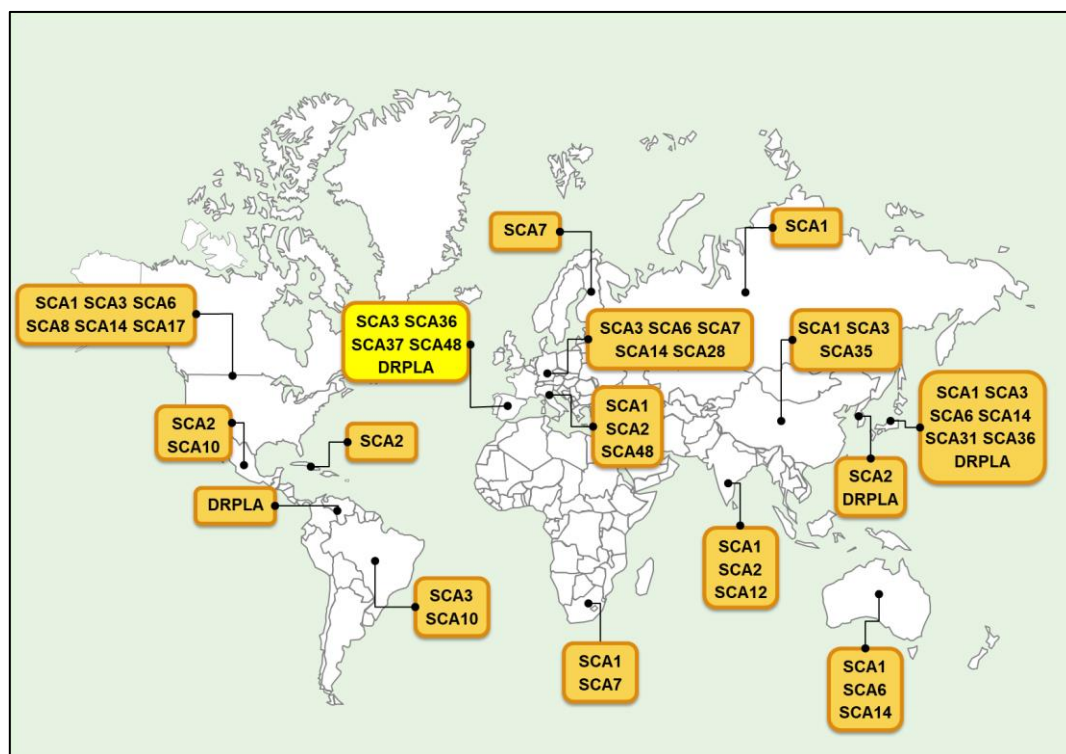 SCA7
SCA1
SCA1 SCA3 SCA6
SCA8 SCA14 SCA17
SCA3 SCA36
SCA37 SCA48
DRPLA
SCA3 SCA6 SCA7
SCA14 SCA28
SCA1 SCA3
SCA35
SCA1 SCA3
SCA6 SCA14
SCA31 SCA36
DRPLA
SCA2
SCA10
SCA2
SCA1
SCA2
SCA48
SCA2
DRPLA
DRPLA
SCA1
SCA2
SCA12
SCA3
SCA10
SCA1
SCA7
SCA1
SCA6
SCA14